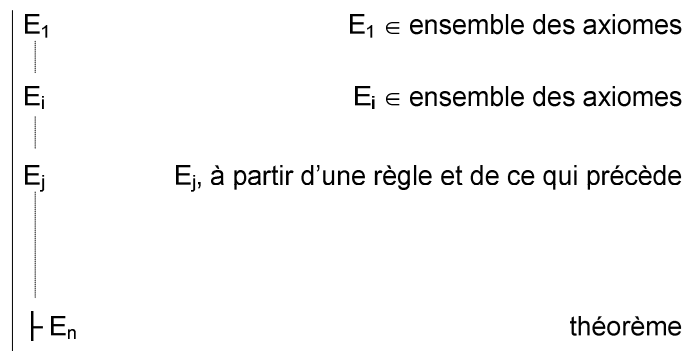 E₁ E₁ ∈ ensemble des axiomes
Eᵢ Eᵢ ∈ ensemble des axiomes
Eⱼ Eⱼ, à partir d'une règle et de ce qui précède
⊢ Eₙ théorème